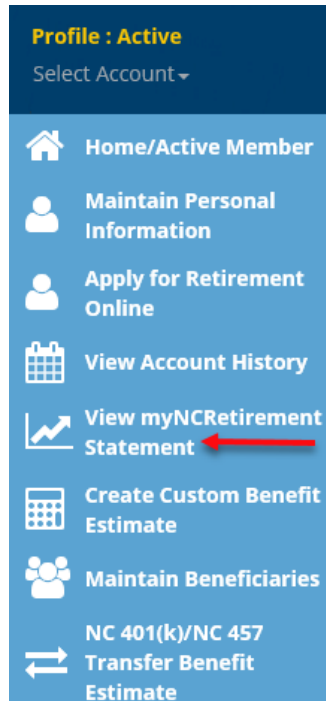 Profile : Active
Select Account
Home/Active Member
Maintain Personal
Information
Apply for Retirement
Online
View Account History
View myNCRetirement
Statement
Create Custom Benefit
Estimate
Maintain Beneficiaries
NC 401(k)/NC 457
Transfer Benefit
Estimate